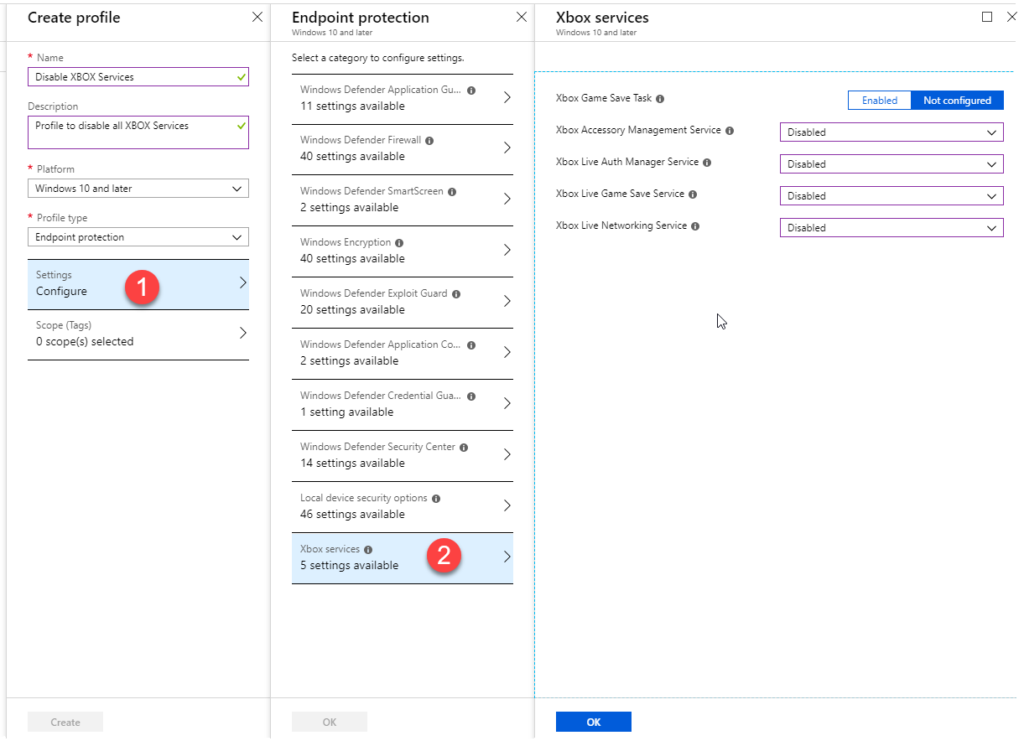 Create profile
* Name
Disable XBOX Services
Description
Profile to disable all XBOX Services
* Platform
Windows 10 and later
* Profile type
Endpoint protection
Settings
Configure
1
Scope (Tags)
0 scope(s) selected
Create
Endpoint protection
Windows 10 and later
Select a category to configure settings.
Windows Defender Application Gu...
11 settings available
Windows Defender Firewall
40 settings available
Windows Defender SmartScreen
2 settings available
Windows Encryption
40 settings available
Windows Defender Exploit Guard
20 settings available
Windows Defender Application Co...
2 settings available
Windows Defender Credential Gua...
1 setting available
Windows Defender Security Center
14 settings available
Local device security options
46 settings available
Xbox services
5 settings available
2
OK
Xbox services
Windows 10 and later
Xbox Game Save Task
Enabled Not configured
Xbox Accessory Management Service
Disabled
Xbox Live Auth Manager Service
Disabled
Xbox Live Game Save Service
Disabled
Xbox Live Networking Service
Disabled
OK